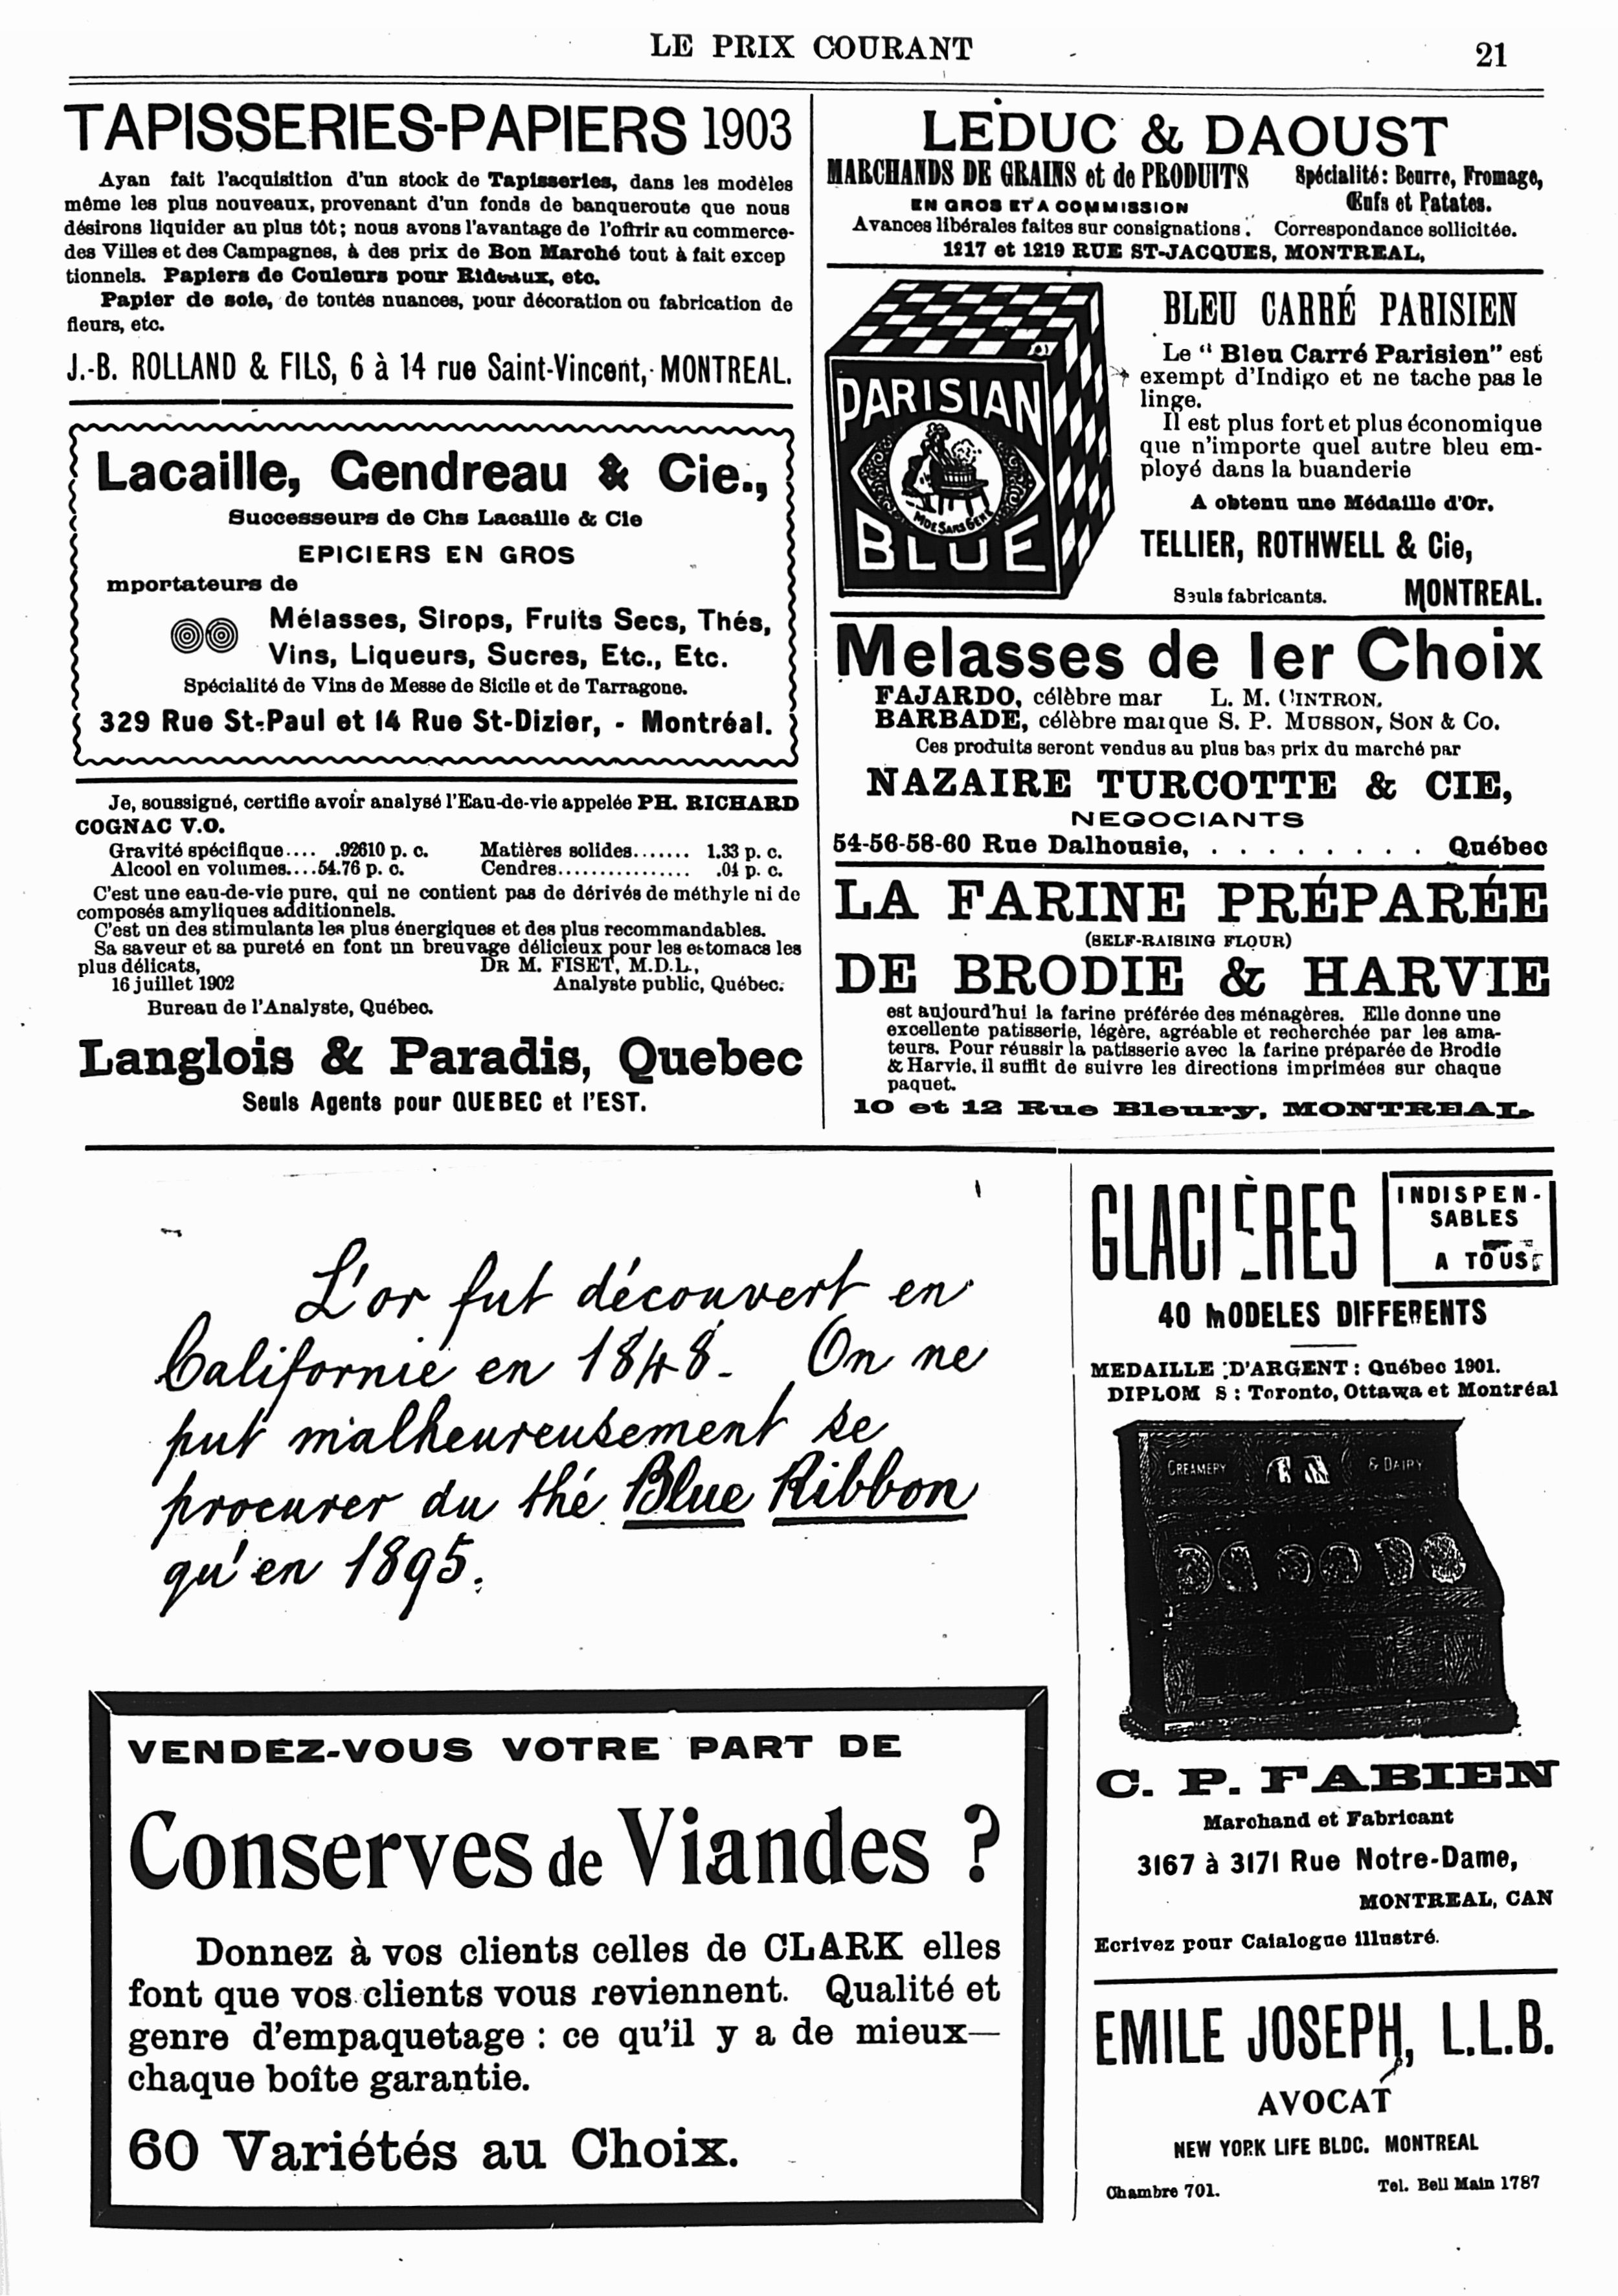 LE PRIX COURANT
21
TAPISSERIES-PAPIERS 1903
Ayan fait l'acquisition d'un stock de Tapisseries, dans les modèles
même les plus nouveaux, provenant d'un fonds de banqueroute que nous
désirons liquider au plus tôt; nous avons l'avantage de l'offrir au commerce-
des Villes et des Campagnes, à des prix de Bon Marché tout à fait excep
tionnels. Papiers de Couleurs pour Rideaux, etc.
Papier de soie, de toutes nuances, pour décoration ou fabrication de
fleurs, etc.
J.-B. ROLLAND & FILS, 6 à 14 rue Saint-Vincent, MONTREAL.
Lacaille, Gendreau & Cie.,
Successeurs de Chs Lacaille & Cie
EPICIERS EN GROS
mportateurs de
Mélasses, Sirops, Fruits Secs, Thés,
Vins, Liqueurs, Sucres, Etc., Etc.
Spécialité de Vins de Messe de Sicile et de Tarragone.
329 Rue St-Paul et 14 Rue St-Dizier, - Montréal.
Je, soussigné, certifie avoir analysé l'Eau-de-vie appelée PH. RICHARD
COGNAC V.O.
Gravité spécifique.... .92610 p. c. Matières solides....... 1.33 p. c.
Alcool en volumes....54.76 p. c. Cendres................ .04 p. c.
C'est une eau-de-vie pure, qui ne contient pas de dérivés de méthyle ni de
composés amyliques additionnels.
C'est un des stimulants les plus énergiques et des plus recommandables.
Sa saveur et sa pureté en font un breuvage délicieux pour les estomacs les
plus délicats,
DR M. FISET, M.D.L.,
16 juillet 1902 Analyste public, Québec.
Bureau de l'Analyste, Québec.
Langlois & Paradis, Quebec
Seuls Agents pour QUEBEC et l'EST.
LEDUC & DAOUST
MARCHANDS DE GRAINS et de PRODUITS
EN GROS ET A COMMISSION
Spécialité: Beurre, Fromage,
Œufs et Patates.
Avances libérales faites sur consignations. Correspondance sollicitée.
1217 et 1219 RUE ST-JACQUES, MONTREAL,
PARISIAN
MDE SANS GENE
BLUE
BLEU CARRÉ PARISIEN
Le " Bleu Carré Parisien" est
exempt d'Indigo et ne tache pas le
linge.
Il est plus fort et plus économique
que n'importe quel autre bleu em-
ployé dans la buanderie
A obtenu une Médaille d'Or.
TELLIER, ROTHWELL & Cie,
Seuls fabricants. MONTREAL.
Melasses de 1er Choix
FAJARDO, célèbre mar L. M. CINTRON.
BARBADE, célèbre marque S. P. MUSSON, SON & CO.
Ces produits seront vendus au plus bas prix du marché par
NAZAIRE TURCOTTE & CIE,
NEGOCIANTS
54-56-58-60 Rue Dalhousie, . . . . . . . . . Québec
LA FARINE PRÉPARÉE
(SELF-RAISING FLOUR)
DE BRODIE & HARVIE
est aujourd'hui la farine préférée des ménagères. Elle donne une
excellente patisserie, légère, agréable et recherchée par les ama-
teurs. Pour réussir la patisserie avec la farine préparée de Brodie
& Harvie, il suffit de suivre les directions imprimées sur chaque
paquet.
10 et 12 Rue Bleury, MONTREAL.
L'or fut découvert en
Californie en 1848. On ne
put malheureusement se
procurer du thé Blue Ribbon
qu'en 1895.
VENDEZ-VOUS VOTRE PART DE
Conserves de Viandes ?
Donnez à vos clients celles de CLARK elles
font que vos clients vous reviennent. Qualité et
genre d'empaquetage : ce qu'il y a de mieux—
chaque boîte garantie.
60 Variétés au Choix.
GLACIÈRES
INDISPEN-
SABLES
A TOUS
40 MODELES DIFFERENTS
MEDAILLE D'ARGENT : Québec 1901.
DIPLOM S : Toronto, Ottawa et Montréal
CREAMERY & DAIRY
C. P. FABIEN
Marchand et Fabricant
3167 à 3171 Rue Notre-Dame,
MONTREAL, CAN
Ecrivez pour Catalogue illustré.
EMILE JOSEPH, L.L.B.
AVOCAT
NEW YORK LIFE BLDC. MONTREAL
Chambre 701. Tel. Bell Main 1787